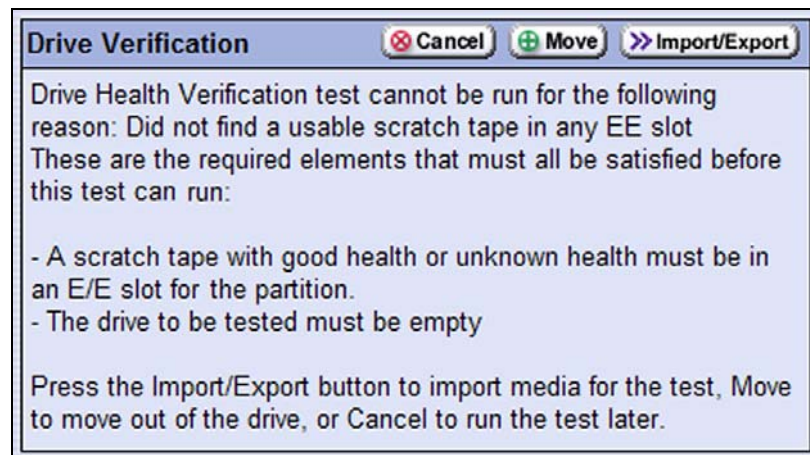 Drive Verification Cancel Move Import/Export
Drive Health Verification test cannot be run for the following
reason: Did not find a usable scratch tape in any EE slot
These are the required elements that must all be satisfied before
this test can run:
- A scratch tape with good health or unknown health must be in
an E/E slot for the partition.
- The drive to be tested must be empty
Press the Import/Export button to import media for the test, Move
to move out of the drive, or Cancel to run the test later.